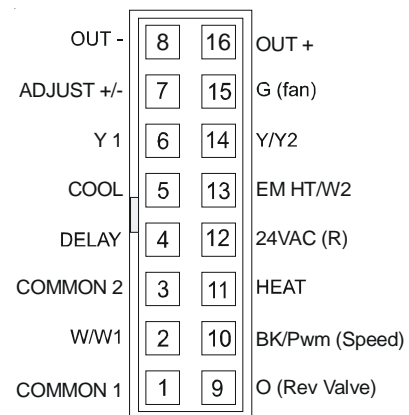 OUT - 8 16 OUT +
ADJUST +/- 7 15 G (fan)
Y 1 6 14 Y/Y2
COOL 5 13 EM HT/W2
DELAY 4 12 24VAC (R)
COMMON 2 3 11 HEAT
W/W1 2 10 BK/Pwm (Speed)
COMMON 1 1 9 O (Rev Valve)